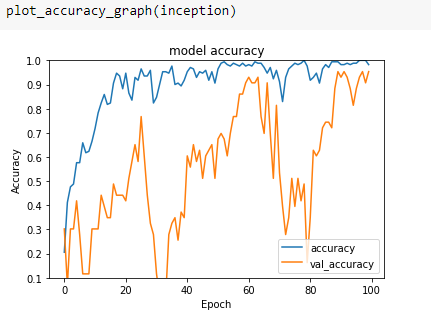 plot_accuracy_graph(inception)
model accuracy
1.0
0.9
0.8
0.7
0.6
0.5
0.4
0.3
0.2
0.1
Accuracy
accuracy
val_accuracy
0 20 40 60 80 100
Epoch